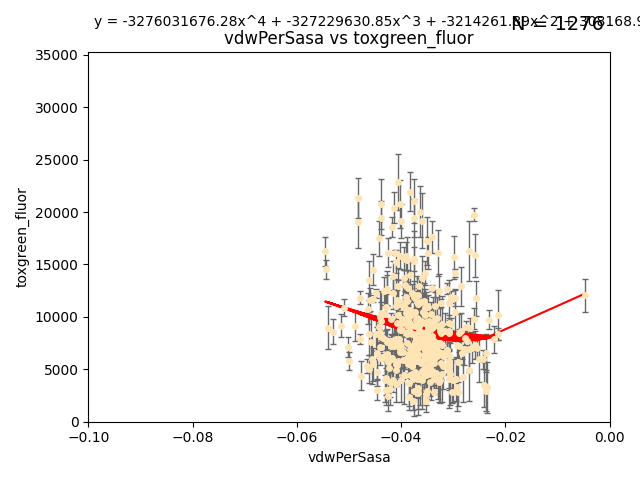 y = -3276031676.28x^4 + -327229630.85x^3 + -3214261.
N = 1276
vdwPerSasa vs toxgreen_fluor
35000
30000
25000
20000
15000
10000
5000
0
toxgreen_fluor
−0.10
−0.08
−0.06
−0.04
−0.02
0.00
vdwPerSasa